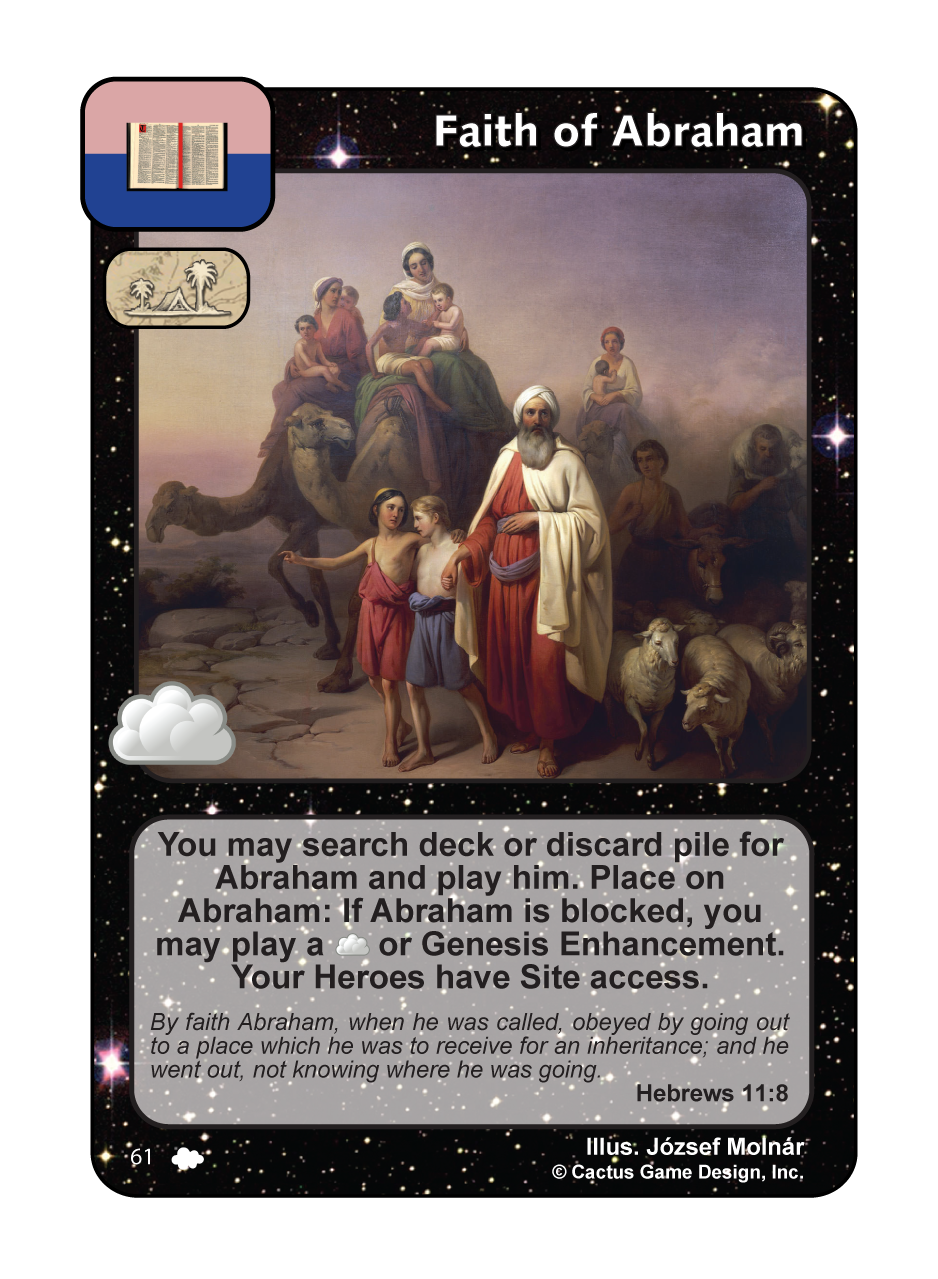 Faith of Abraham
You may search deck or discard pile for
Abraham and play him. Place on
Abraham: If Abraham is blocked, you
may play a or Genesis Enhancement.
Your Heroes have Site access.
By faith Abraham, when he was called, obeyed by going out
to a place which he was to receive for an inheritance; and he
went out, not knowing where he was going.
Hebrews 11:8
61
Illus. József Molnár
© Cactus Game Design, Inc.